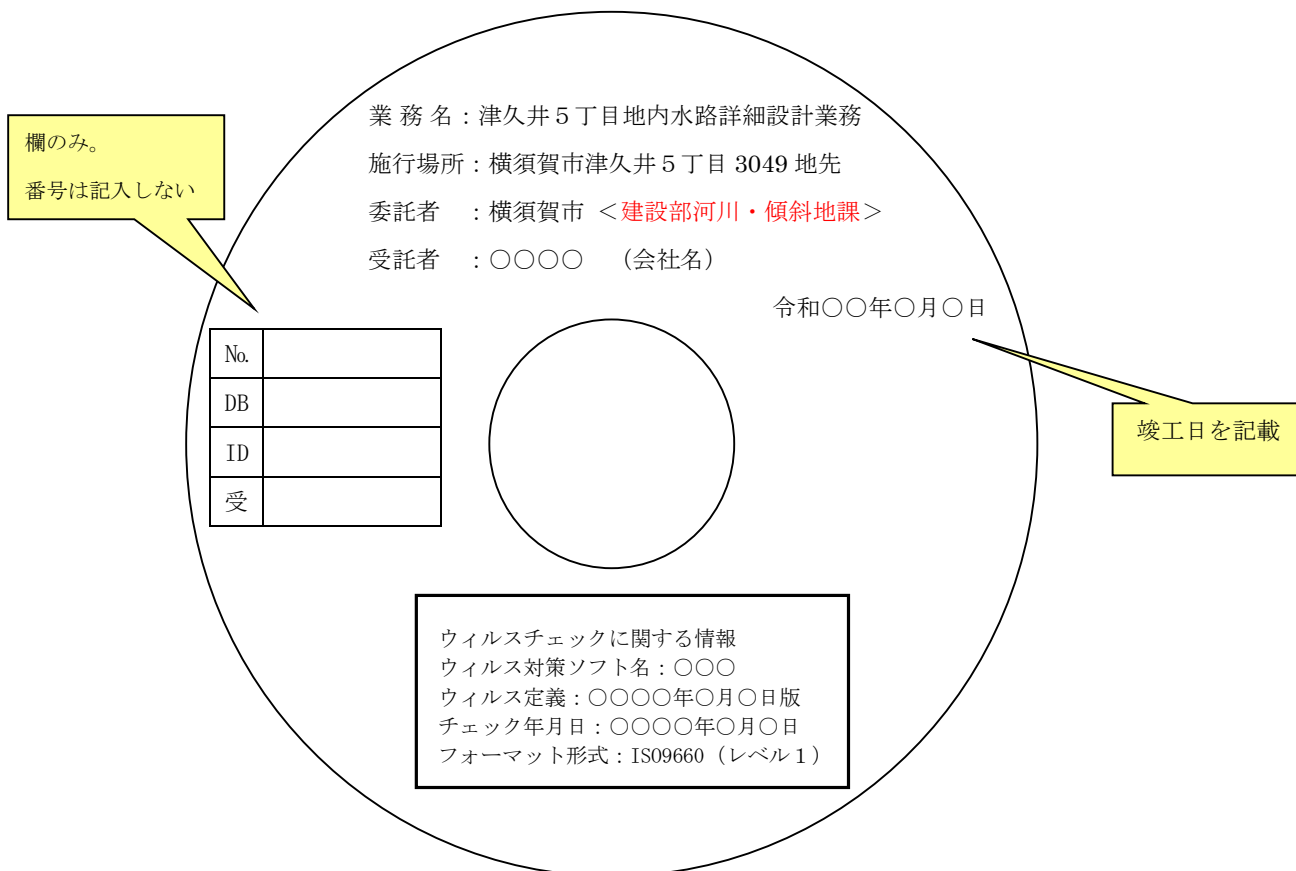 業 務 名：津久井５丁目地内水路詳細設計業務
施行場所：横須賀市津久井５丁目 3049 地先
委託者　：横須賀市 ＜建設部河川・傾斜地課＞
受託者　：○○○○　（会社名）
令和○○年○月○日
欄のみ。
番号は記入しない
№
DB
ID
受
竣工日を記載
ウィルスチェックに関する情報
ウィルス対策ソフト名：○○○
ウィルス定義：○○○○年○月○日版
チェック年月日：○○○○年○月○日
フォーマット形式：ISO9660（レベル１）